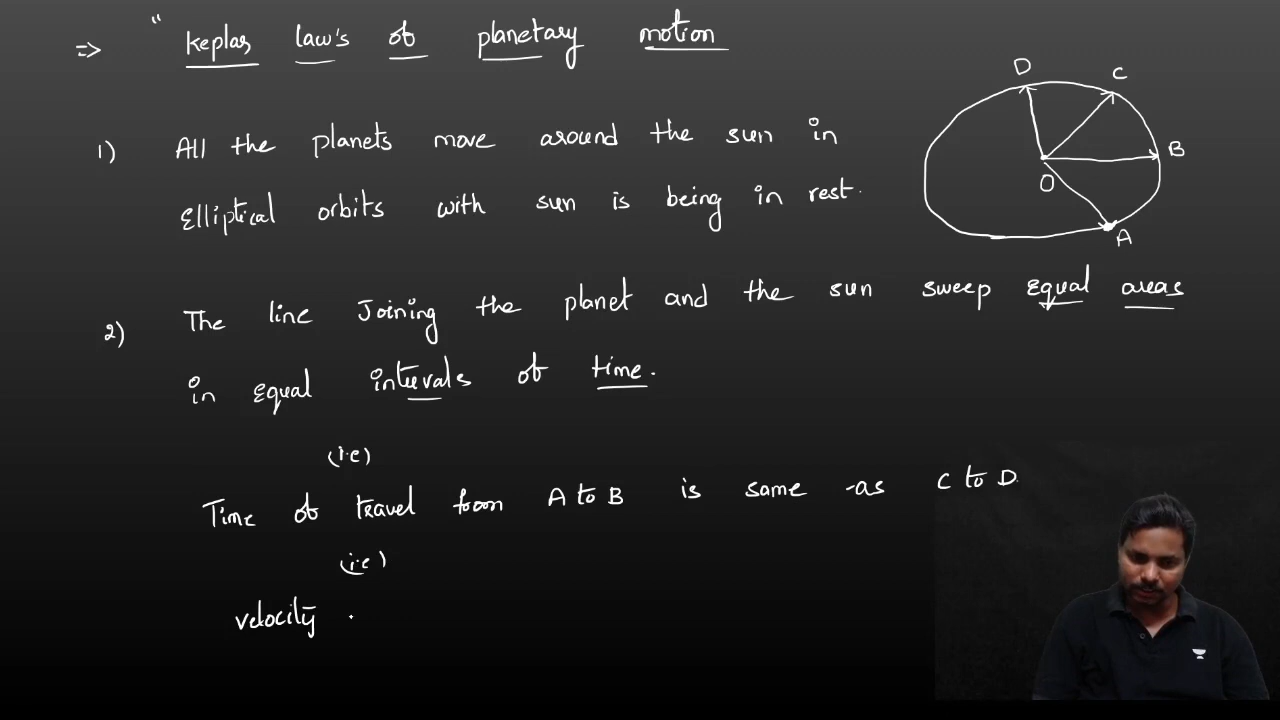 ⇒ " Keplar law's of planetary motion
D
C
B
O
A
1) All the planets move around the sun in
Elliptical orbits with sun is being in rest.
2) The line Joining the planet and the sun sweep Equal areas
in equal intervals of time.
(i.e)
Time of travel from A to B is same as C to D
(i.e)
velocity